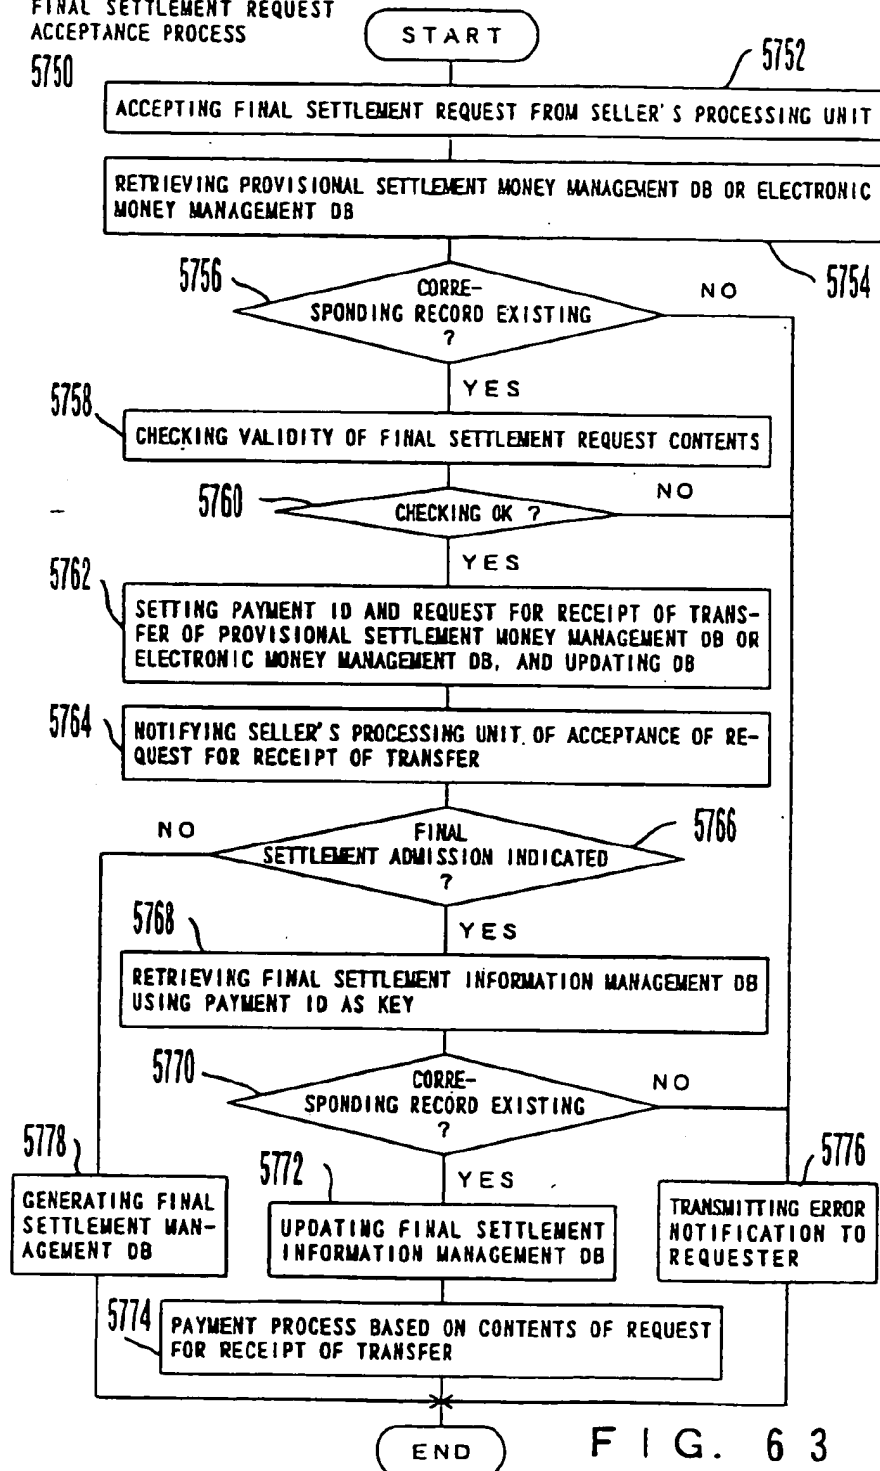 FINAL SETTLEMENT REQUEST
ACCEPTANCE PROCESS
5750
START
5752
ACCEPTING FINAL SETTLEMENT REQUEST FROM SELLER'S PROCESSING UNIT
RETRIEVING PROVISIONAL SETTLEMENT MONEY MANAGEMENT DB OR ELECTRONIC
MONEY MANAGEMENT DB
5754
5756
CORRE-
SPONDING RECORD EXISTING
?
NO
YES
5758
CHECKING VALIDITY OF FINAL SETTLEMENT REQUEST CONTENTS
5760
CHECKING OK ?
NO
YES
5762
SETTING PAYMENT ID AND REQUEST FOR RECEIPT OF TRANS-
FER OF PROVISIONAL SETTLEMENT MONEY MANAGEMENT DB OR
ELECTRONIC MONEY MANAGEMENT DB, AND UPDATING DB
5764
NOTIFYING SELLER'S PROCESSING UNIT OF ACCEPTANCE OF RE-
QUEST FOR RECEIPT OF TRANSFER
NO
FINAL
SETTLEMENT ADMISSION INDICATED
?
5766
YES
5768
RETRIEVING FINAL SETTLEMENT INFORMATION MANAGEMENT DB
USING PAYMENT ID AS KEY
5770
CORRE-
SPONDING RECORD EXISTING
?
NO
YES
5778
GENERATING FINAL
SETTLEMENT MAN-
AGEMENT DB
5772
UPDATING FINAL SETTLEMENT
INFORMATION MANAGEMENT DB
5776
TRANSMITTING ERROR
NOTIFICATION TO
REQUESTER
5774
PAYMENT PROCESS BASED ON CONTENTS OF REQUEST
FOR RECEIPT OF TRANSFER
END
FIG. 63